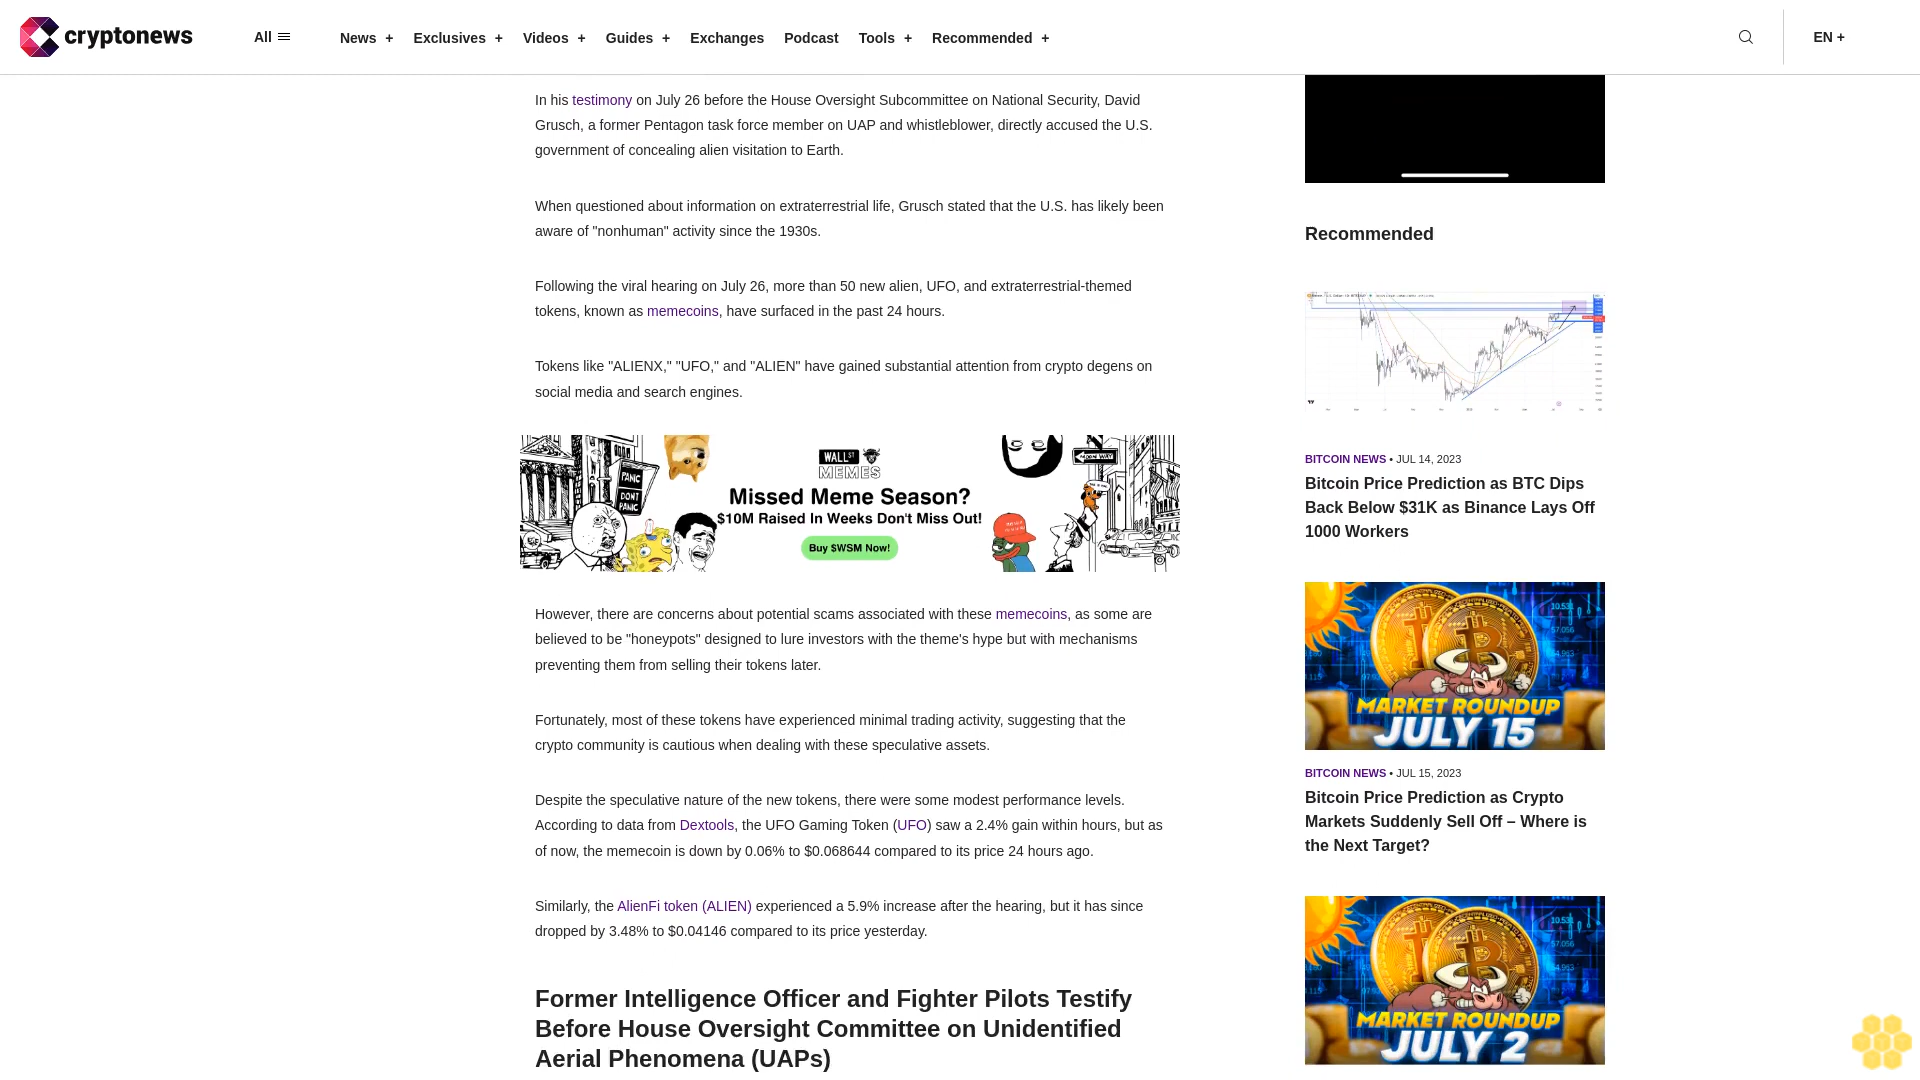 cryptonews
All
News +
Exclusives +
Videos +
Guides +
Exchanges
Podcast
Tools +
Recommended +
EN +
In his testimony on July 26 before the House Oversight Subcommittee on National Security, David
Grusch, a former Pentagon task force member on UAP and whistleblower, directly accused the U.S.
government of concealing alien visitation to Earth.
When questioned about information on extraterrestrial life, Grusch stated that the U.S. has likely been
aware of "nonhuman" activity since the 1930s.
Following the viral hearing on July 26, more than 50 new alien, UFO, and extraterrestrial-themed
tokens, known as memecoins, have surfaced in the past 24 hours.
Tokens like "ALIENX," "UFO," and "ALIEN" have gained substantial attention from crypto degens on
social media and search engines.
PANIC
DONT
PANIC
WALL ST
MEMES
Missed Meme Season?
$10M Raised In Weeks Don't Miss Out!
Buy $WSM Now!
However, there are concerns about potential scams associated with these memecoins, as some are
believed to be "honeypots" designed to lure investors with the theme's hype but with mechanisms
preventing them from selling their tokens later.
Fortunately, most of these tokens have experienced minimal trading activity, suggesting that the
crypto community is cautious when dealing with these speculative assets.
Despite the speculative nature of the new tokens, there were some modest performance levels.
According to data from Dextools, the UFO Gaming Token (UFO) saw a 2.4% gain within hours, but as
of now, the memecoin is down by 0.06% to $0.068644 compared to its price 24 hours ago.
Similarly, the AlienFi token (ALIEN) experienced a 5.9% increase after the hearing, but it has since
dropped by 3.48% to $0.04146 compared to its price yesterday.
Former Intelligence Officer and Fighter Pilots Testify
Before House Oversight Committee on Unidentified
Aerial Phenomena (UAPs)
Recommended
BITCOIN NEWS • JUL 14, 2023
Bitcoin Price Prediction as BTC Dips
Back Below $31K as Binance Lays Off
1000 Workers
10.531
57.056
MARKET ROUNDUP
JULY 15
BITCOIN NEWS • JUL 15, 2023
Bitcoin Price Prediction as Crypto
Markets Suddenly Sell Off – Where is
the Next Target?
10.531
57.056
MARKET ROUNDUP
JULY 2